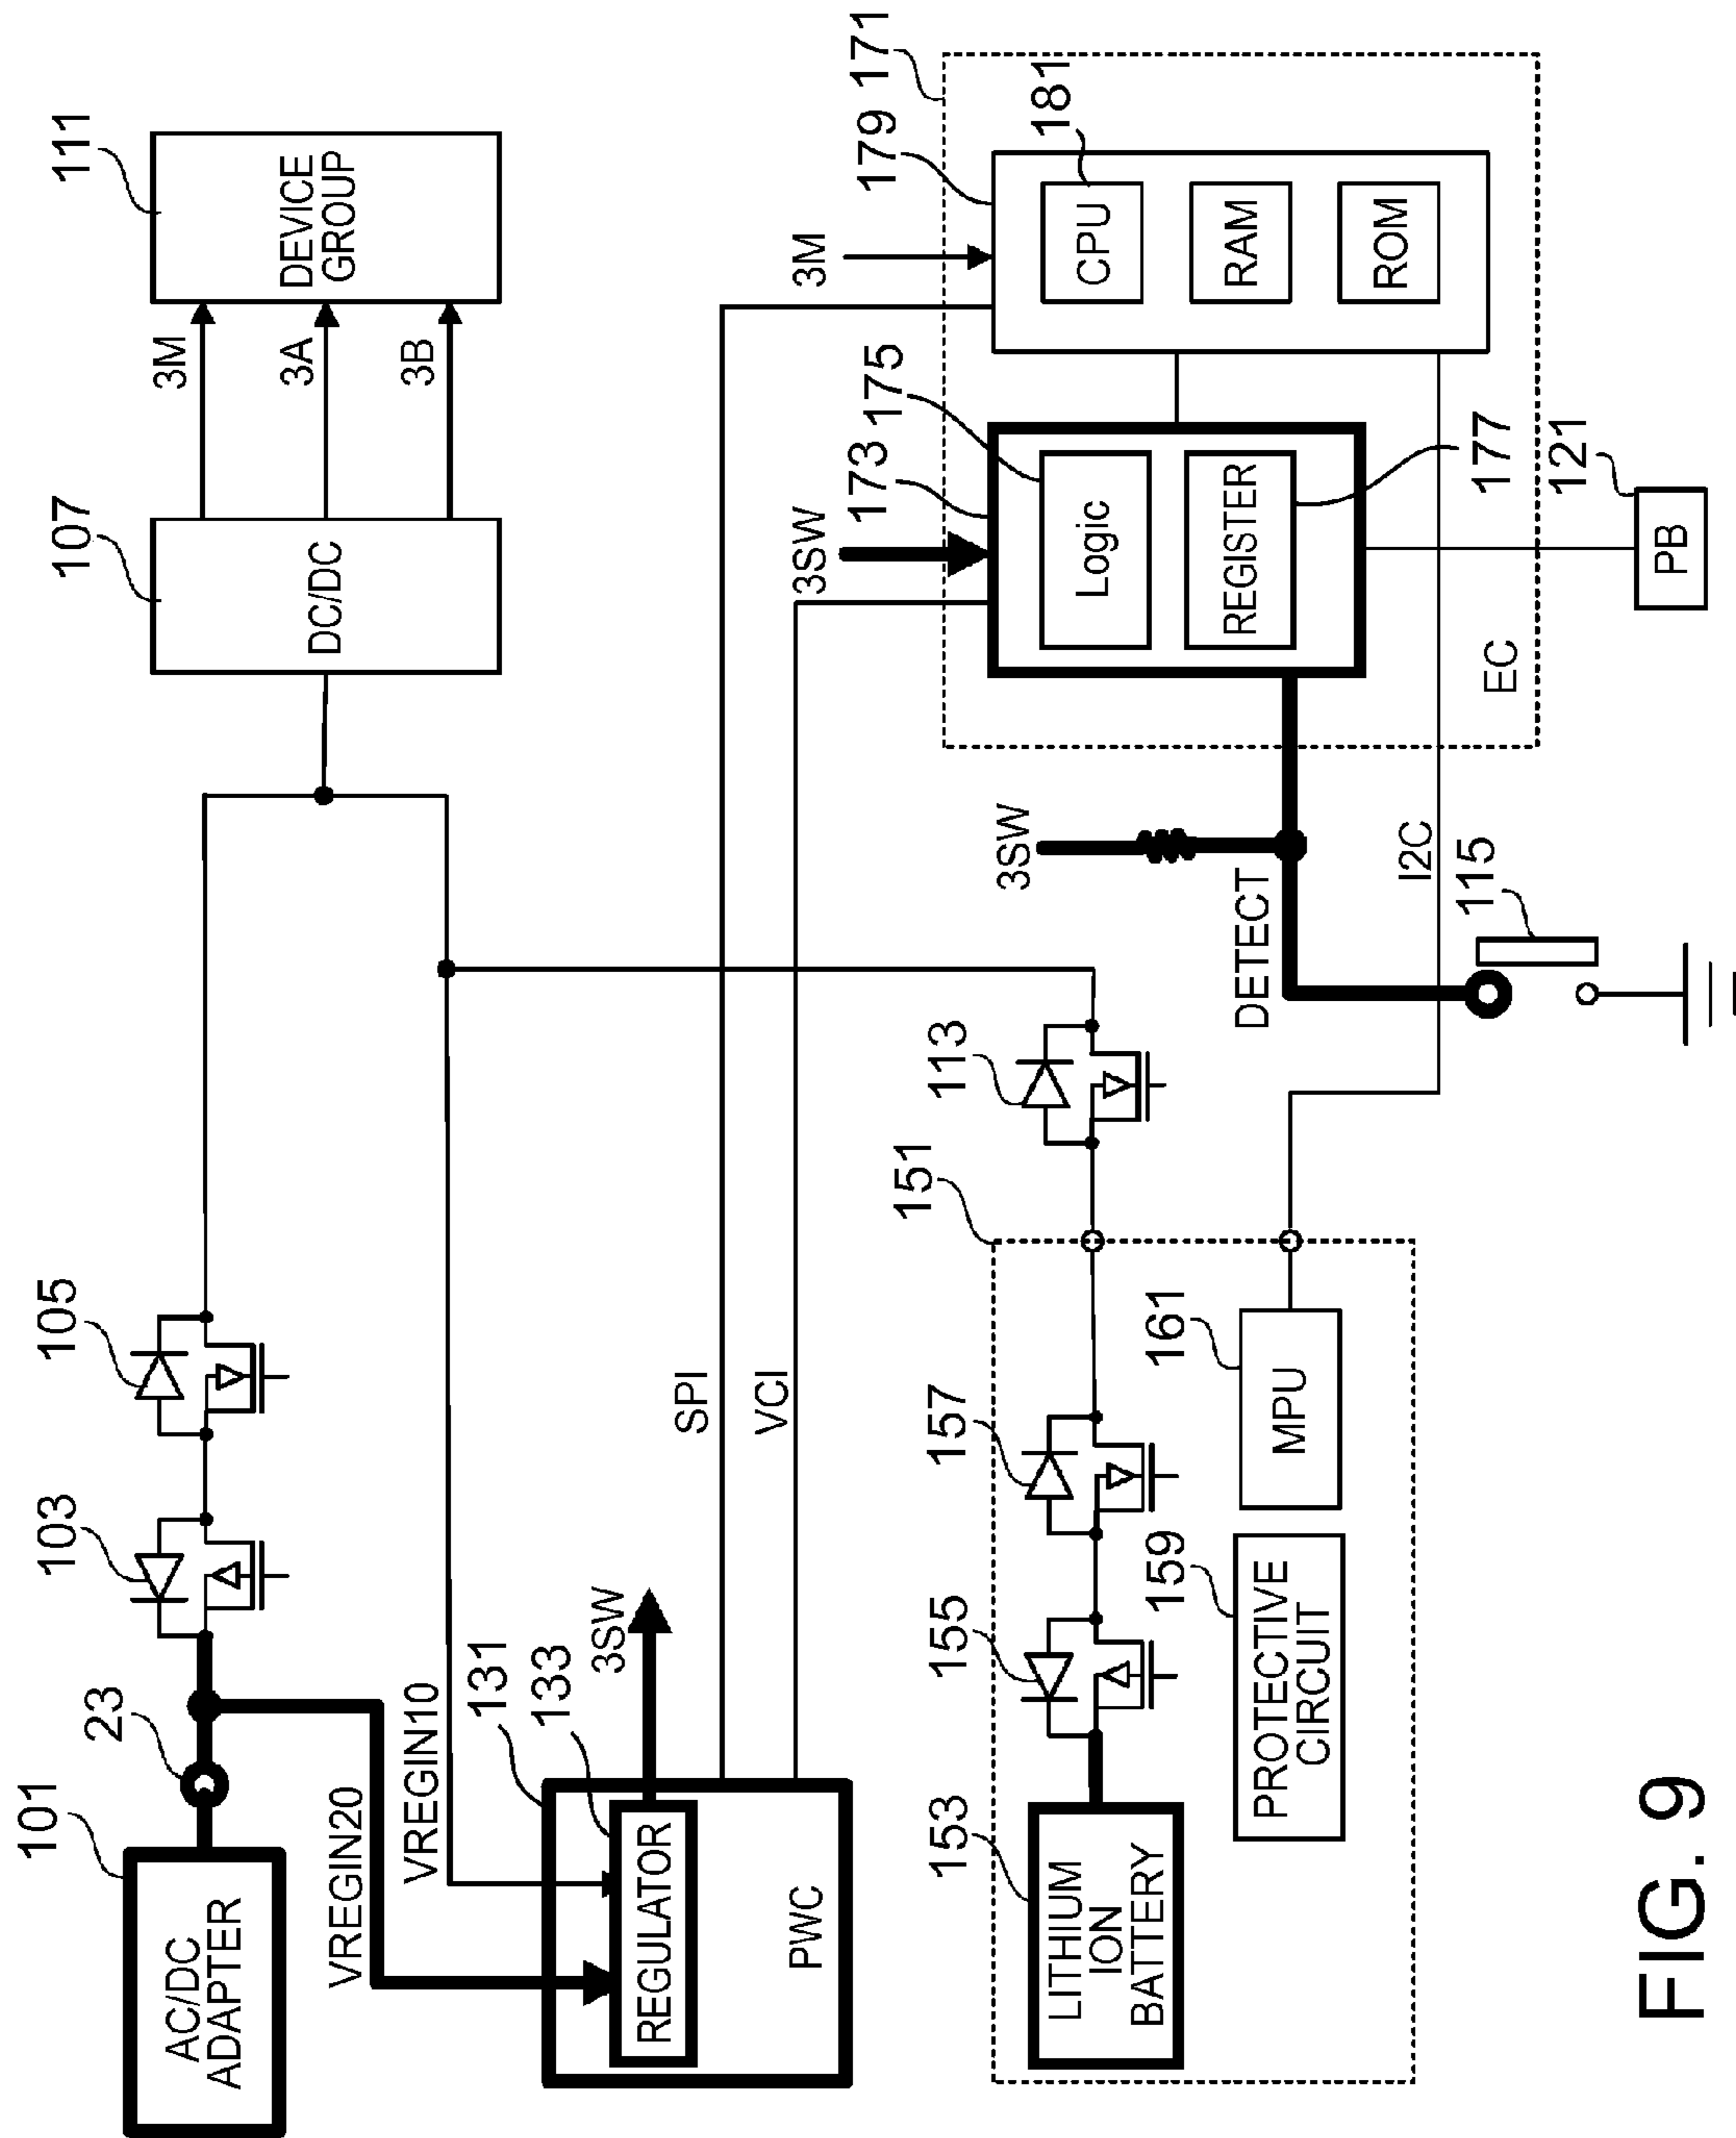 101
AC/DC
ADAPTER
23
103
105
107
DC/DC
3M
3A
3B
111
DEVICE
GROUP
VREGIN20
VREGIN10
131
133
REGULATOR
PWC
3SW
SPI
VCI
153
LITHIUM
ION
BATTERY
155
157
151
113
159
PROTECTIVE
CIRCUIT
161
MPU
3SW
DETECT
I2C
115
3SW
173
175
Logic
REGISTER
177
3M
179
181
171
CPU
RAM
ROM
EC
121
PB
FIG. 9